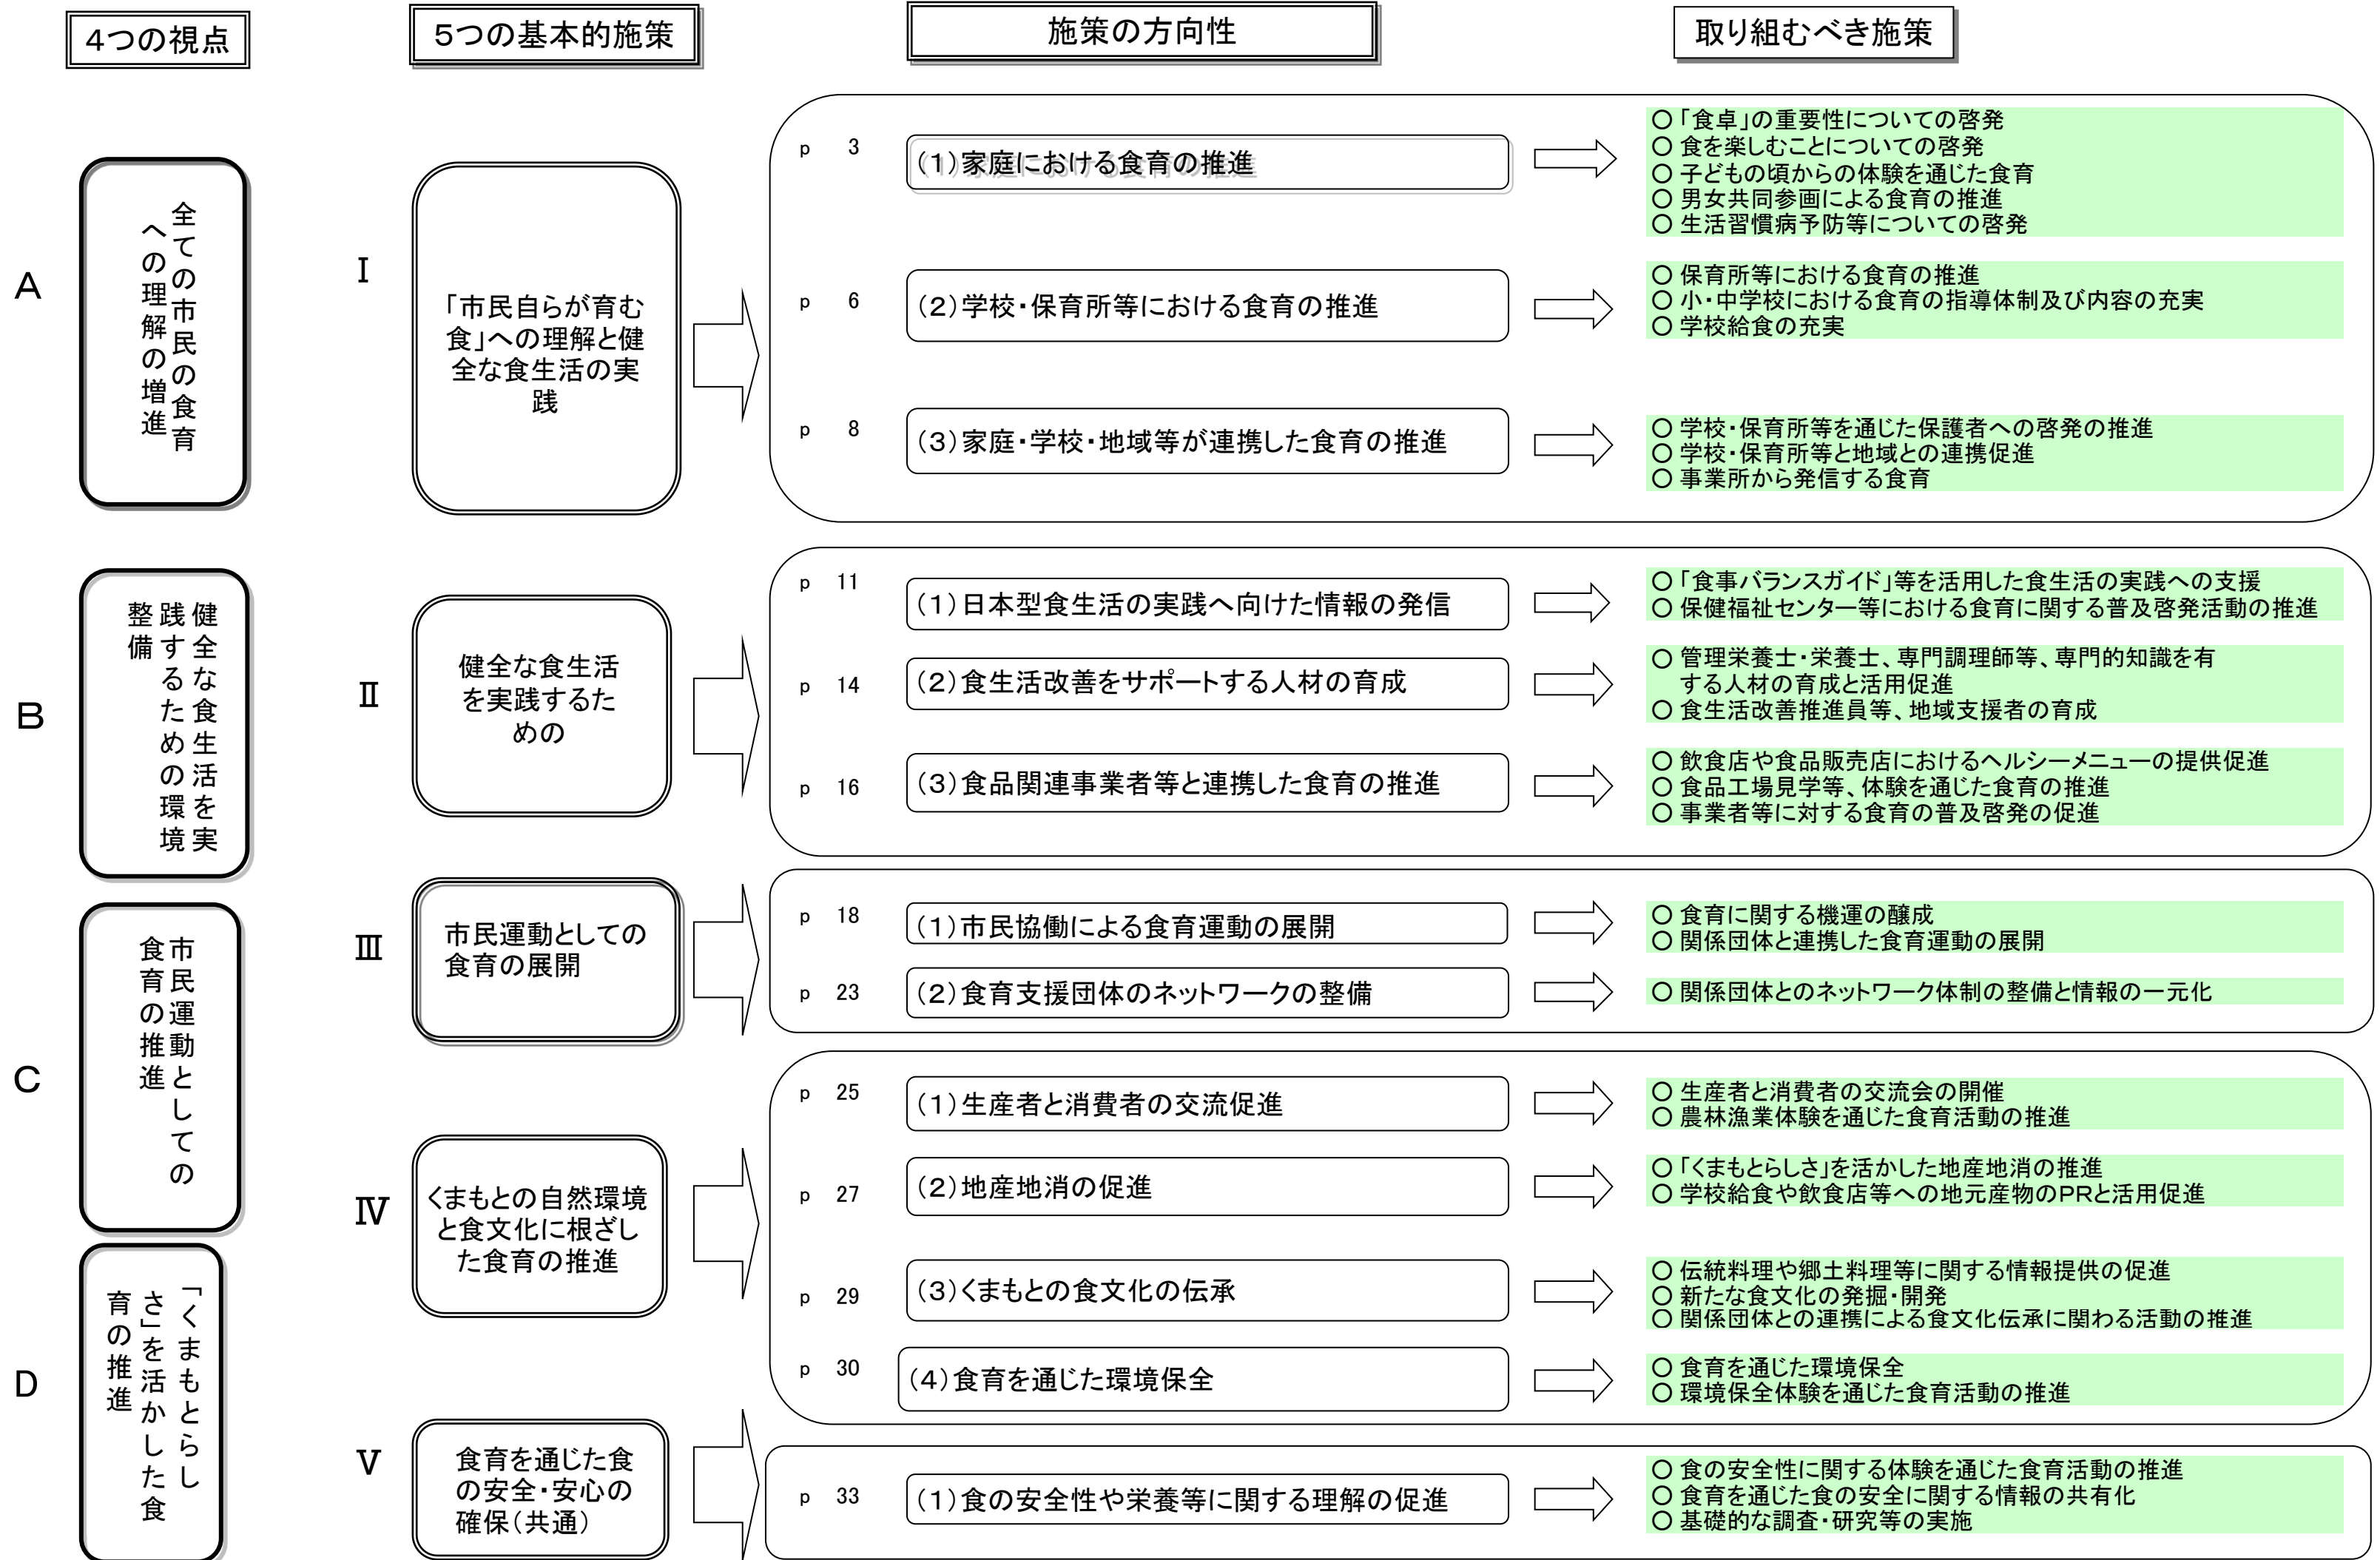 4つの視点
5つの基本的施策
施策の方向性
取り組むべき施策
A
全ての市民の食育
への理解の増進
I
「市民自らが育む
食」への理解と健
全な食生活の実
践
p 3
(1)家庭における食育の推進
○「食卓」の重要性についての啓発
○ 食を楽しむことについての啓発
○ 子どもの頃からの体験を通じた食育
○ 男女共同参画による食育の推進
○ 生活習慣病予防等についての啓発
p 6
(2)学校・保育所等における食育の推進
○ 保育所等における食育の推進
○ 小・中学校における食育の指導体制及び内容の充実
○ 学校給食の充実
p 8
(3)家庭・学校・地域等が連携した食育の推進
○ 学校・保育所等を通じた保護者への啓発の推進
○ 学校・保育所等と地域との連携促進
○ 事業所から発信する食育
B
健全な食生活を実
践するための環境
整備
Ⅱ
健全な食生活
を実践するた
めの
p 11
(1)日本型食生活の実践へ向けた情報の発信
○「食事バランスガイド」等を活用した食生活の実践への支援
○ 保健福祉センター等における食育に関する普及啓発活動の推進
p 14
(2)食生活改善をサポートする人材の育成
○ 管理栄養士・栄養士、専門調理師等、専門的知識を有
する人材の育成と活用促進
○ 食生活改善推進員等、地域支援者の育成
p 16
(3)食品関連事業者等と連携した食育の推進
○ 飲食店や食品販売店におけるヘルシーメニューの提供促進
○ 食品工場見学等、体験を通じた食育の推進
○ 事業者等に対する食育の普及啓発の促進
C
市民運動としての
食育の推進
Ⅲ
市民運動としての
食育の展開
p 18
(1)市民協働による食育運動の展開
○ 食育に関する機運の醸成
○ 関係団体と連携した食育運動の展開
p 23
(2)食育支援団体のネットワークの整備
○ 関係団体とのネットワーク体制の整備と情報の一元化
D
「くまもとらし
さ」を活かした食
育の推進
Ⅳ
くまもとの自然環境
と食文化に根ざし
た食育の推進
p 25
(1)生産者と消費者の交流促進
○ 生産者と消費者の交流会の開催
○ 農林漁業体験を通じた食育活動の推進
p 27
(2)地産地消の促進
○「くまもとらしさ」を活かした地産地消の推進
○ 学校給食や飲食店等への地元産物のPRと活用促進
p 29
(3)くまもとの食文化の伝承
○ 伝統料理や郷土料理等に関する情報提供の促進
○ 新たな食文化の発掘・開発
○ 関係団体との連携による食文化伝承に関わる活動の推進
p 30
(4)食育を通じた環境保全
○ 食育を通じた環境保全
○ 環境保全体験を通じた食育活動の推進
Ⅴ
食育を通じた食
の安全・安心の
確保(共通)
p 33
(1)食の安全性や栄養等に関する理解の促進
○ 食の安全性に関する体験を通じた食育活動の推進
○ 食育を通じた食の安全に関する情報の共有化
○ 基礎的な調査・研究等の実施